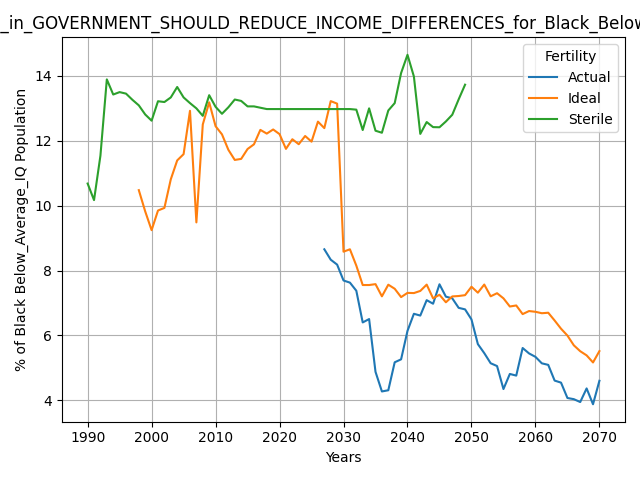 _in_GOVERNMENT_SHOULD_REDUCE_INCOME_DIFFERENCES_for_Black_Below
% of Black Below_Average_IQ Population
14
12
10
8
6
4
Fertility
Actual
Ideal
Sterile
1990 2000 2010 2020 2030 2040 2050 2060 2070
Years